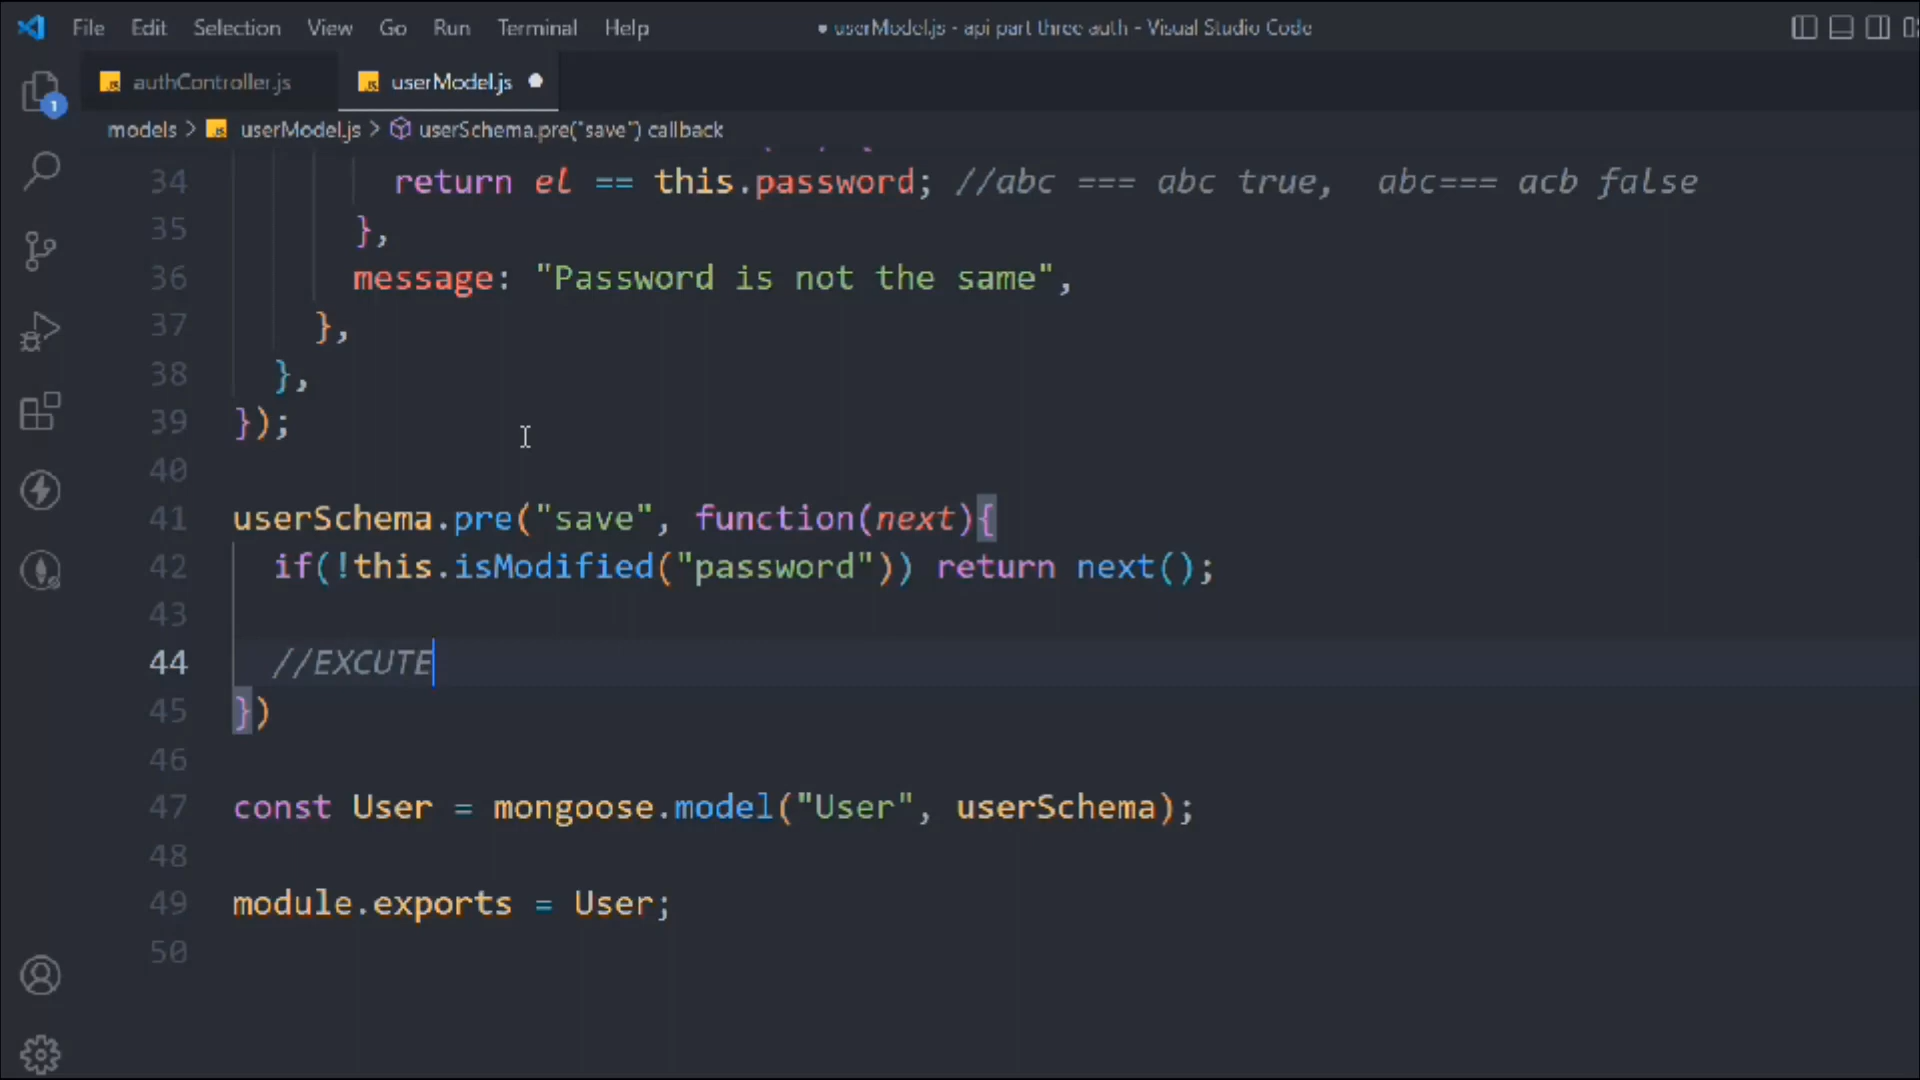 File Edit Selection View Go Run Terminal Help ● userModel.js - api part three auth - Visual Studio Code
authController.js userModel.js
models > userModel.js > userSchema.pre("save") callback
1
34 return el == this.password; //abc === abc true, abc=== acb false
35 },
36 message: "Password is not the same",
37 },
38 },
39 });
40
41 userSchema.pre("save", function(next){
42 if(!this.isModified("password")) return next();
43
44 //EXCUTE
45 })
46
47 const User = mongoose.model("User", userSchema);
48
49 module.exports = User;
50